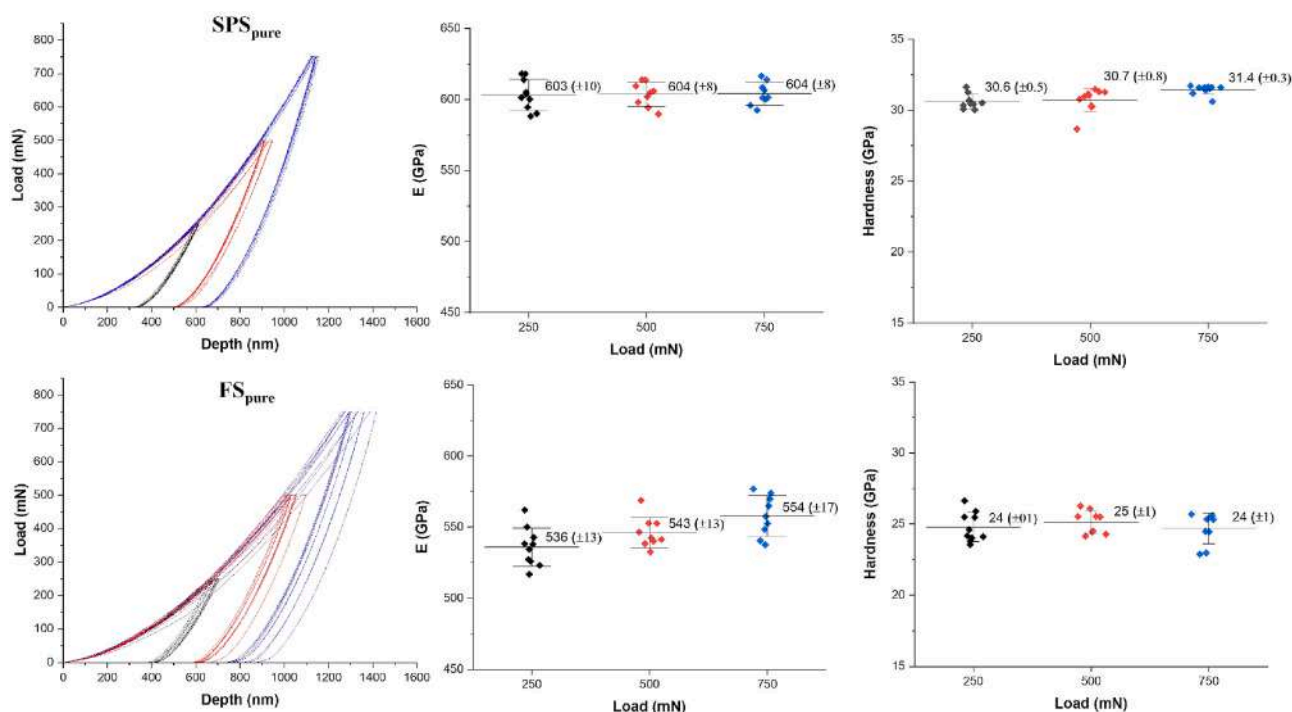 SPSpure
800
700
600
500
400
300
200
100
0
Load (mN)
0 200 400 600 800 1000 1200 1400 1600
Depth (nm)
650
600
550
500
450
E (GPa)
603 (±10)
604 (±8)
604 (±8)
250 500 750
Load (mN)
35
30
25
20
15
Hardness (GPa)
30.6 (±0.5)
30.7 (±0.8)
31.4 (±0.3)
250 500 750
Load (mN)
FSpure
800
700
600
500
400
300
200
100
0
Load (mN)
0 200 400 600 800 1000 1200 1400 1600
Depth (nm)
650
600
550
500
450
E (GPa)
536 (±13)
543 (±13)
554 (±17)
250 500 750
Load (mN)
35
30
25
20
15
Hardness (GPa)
24 (±01)
25 (±1)
24 (±1)
250 500 750
Load (mN)